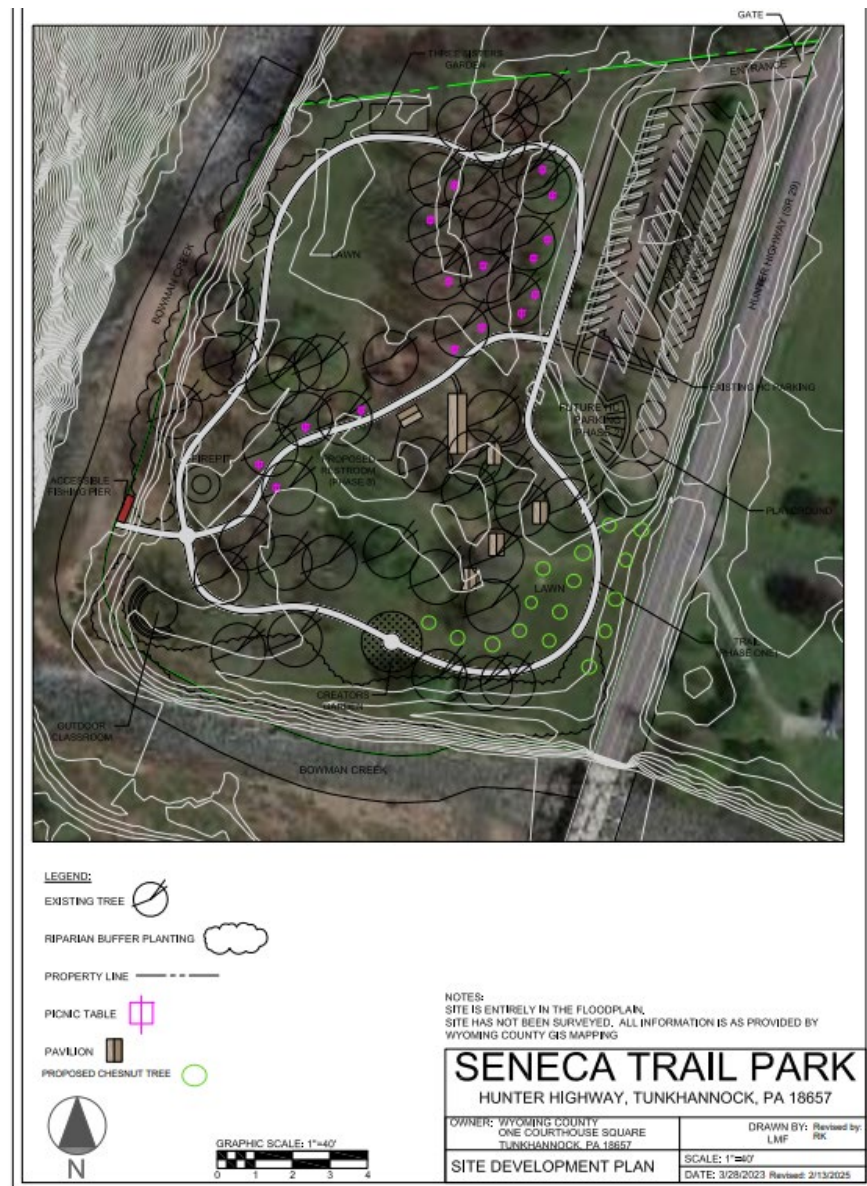 GATE
THREE SISTERS
GARDEN
ENTRANCE
BOWMAN CREEK
LAWN
HUNTER HIGHWAY (SR 29)
EXISTING HC PARKING
FUTURE HC
PARKING
(PHASE 2)
FIREPIT
PROPOSED
RESTROOM
(PHASE 3)
ACCESSIBLE
FISHING PIER
PLAYGROUND
LAWN
TRAIL
(PHASE ONE)
CREATORS
GARDEN
OUTDOOR
CLASSROOM
BOWMAN CREEK
LEGEND:
EXISTING TREE
RIPARIAN BUFFER PLANTING
PROPERTY LINE
PICNIC TABLE
PAVILION
PROPOSED CHESNUT TREE
N
GRAPHIC SCALE: 1"=40'
0 1 2 3 4
NOTES:
SITE IS ENTIRELY IN THE FLOODPLAIN.
SITE HAS NOT BEEN SURVEYED. ALL INFORMATION IS AS PROVIDED BY
WYOMING COUNTY GIS MAPPING
SENECA TRAIL PARK
HUNTER HIGHWAY, TUNKHANNOCK, PA 18657
OWNER: WYOMING COUNTY
ONE COURTHOUSE SQUARE
TUNKHANNOCK, PA 18657
DRAWN BY: LMF
Revised by: RK
SITE DEVELOPMENT PLAN
SCALE: 1"=40'
DATE: 3/28/2023 Revised: 2/13/2025